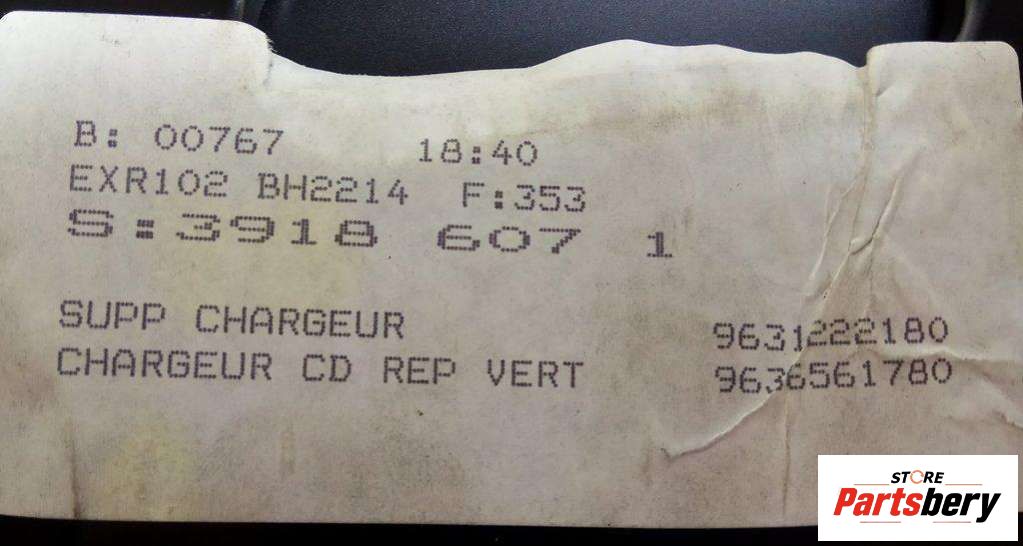 B: 00767 18:40
EXR102 BH2214 F:353
S:3918 607 1
SUPP CHARGEUR 9631222180
CHARGEUR CD REP VERT 9636561780
STORE
Partsbery